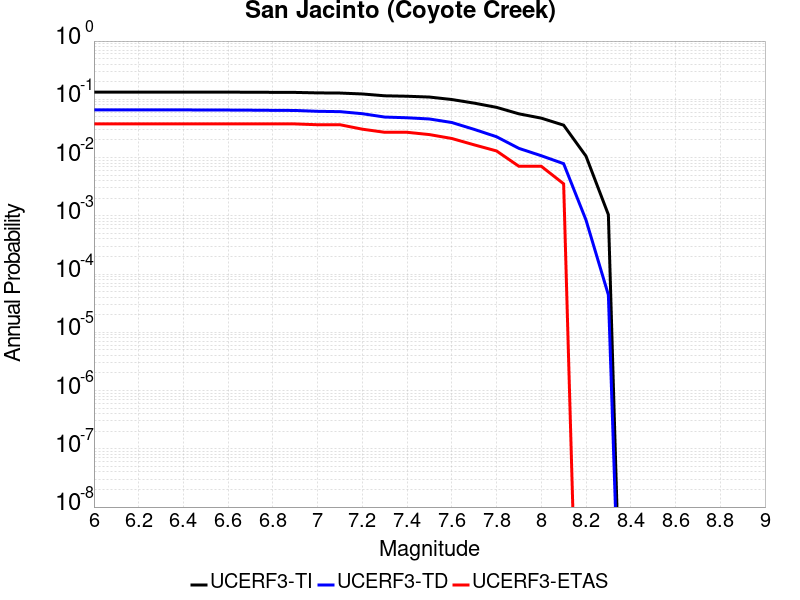 San Jacinto (Coyote Creek)
10^0
10^-1
10^-2
10^-3
10^-4
10^-5
10^-6
10^-7
10^-8
Annual Probability
6 6.2 6.4 6.6 6.8 7 7.2 7.4 7.6 7.8 8 8.2 8.4 8.6 8.8 9
Magnitude
UCERF3-TI UCERF3-TD UCERF3-ETAS